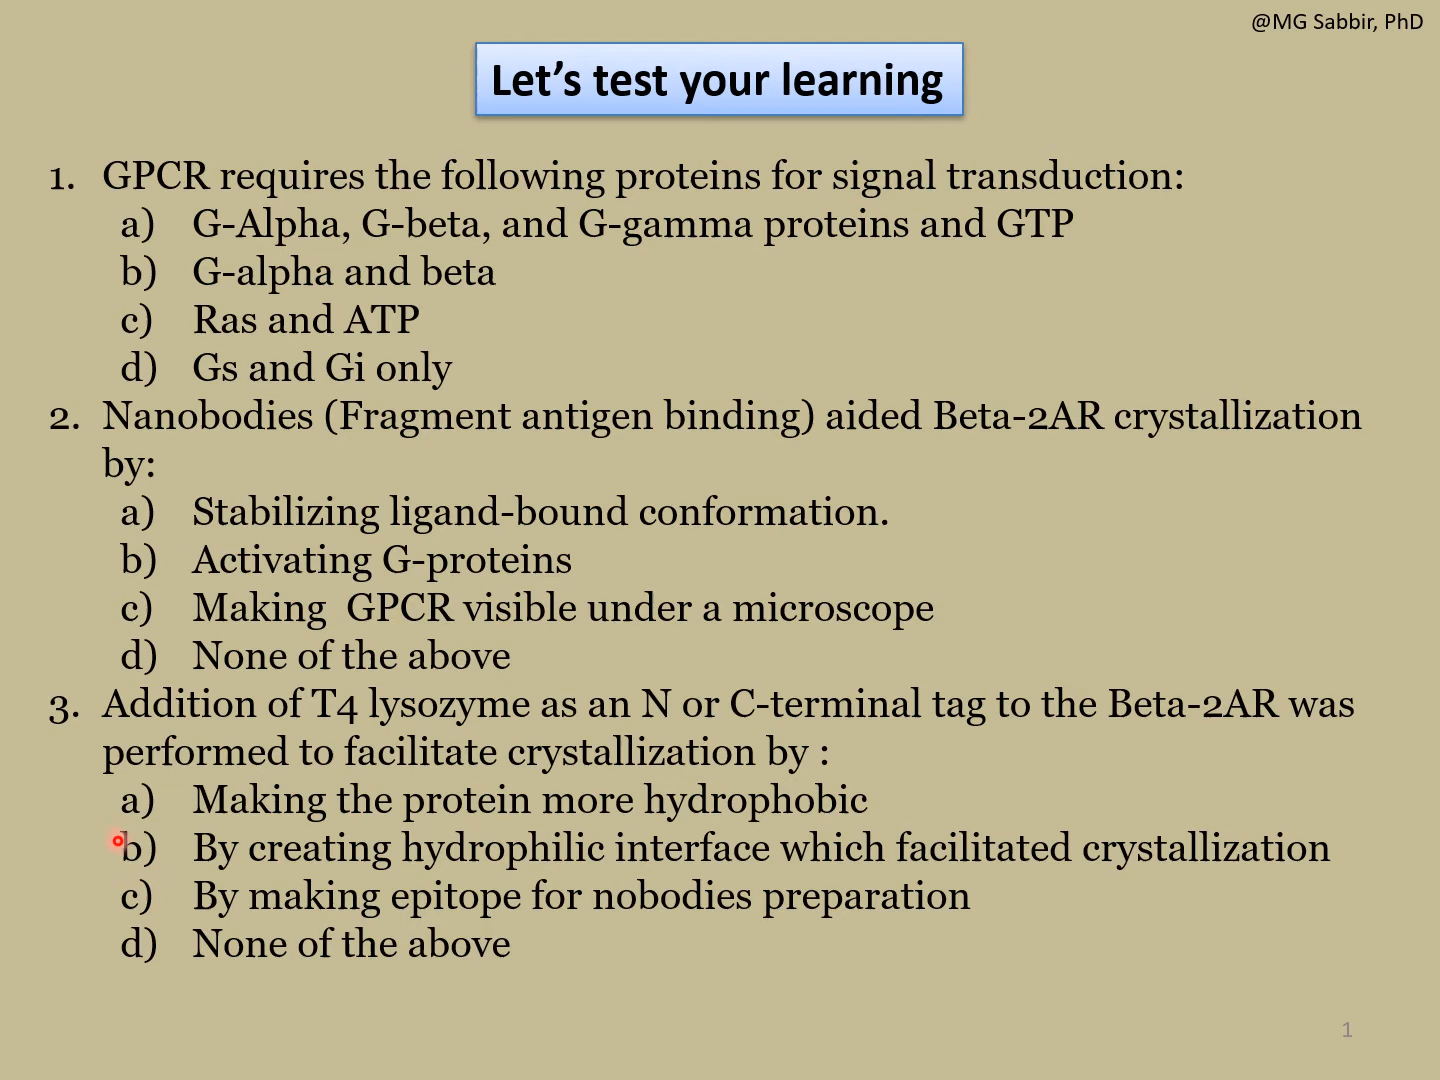 @MG Sabbir, PhD
Let’s test your learning
1. GPCR requires the following proteins for signal transduction:
a) G-Alpha, G-beta, and G-gamma proteins and GTP
b) G-alpha and beta
c) Ras and ATP
d) Gs and Gi only
2. Nanobodies (Fragment antigen binding) aided Beta-2AR crystallization
by:
a) Stabilizing ligand-bound conformation.
b) Activating G-proteins
c) Making  GPCR visible under a microscope
d) None of the above
3. Addition of T4 lysozyme as an N or C-terminal tag to the Beta-2AR was
performed to facilitate crystallization by :
a) Making the protein more hydrophobic
b) By creating hydrophilic interface which facilitated crystallization
c) By making epitope for nobodies preparation
d) None of the above
1